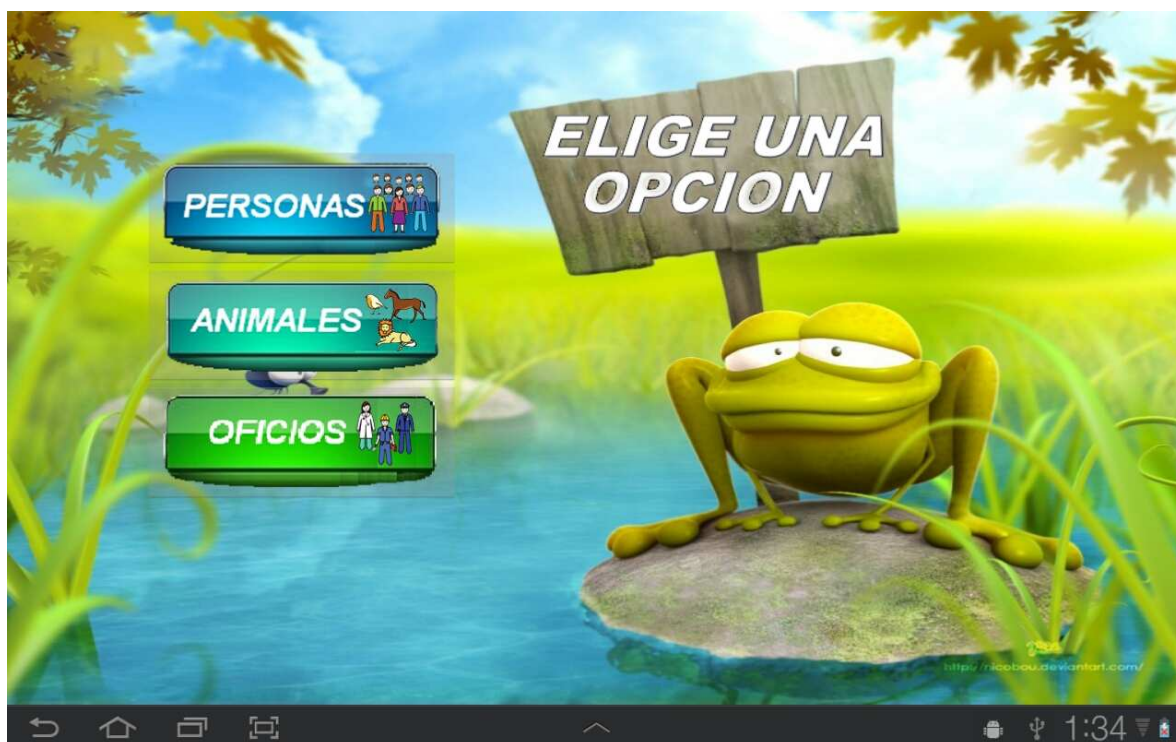 ELIGE UNA
OPCION
PERSONAS
ANIMALES
OFICIOS
http://nicobou.deviantart.com/
1:34